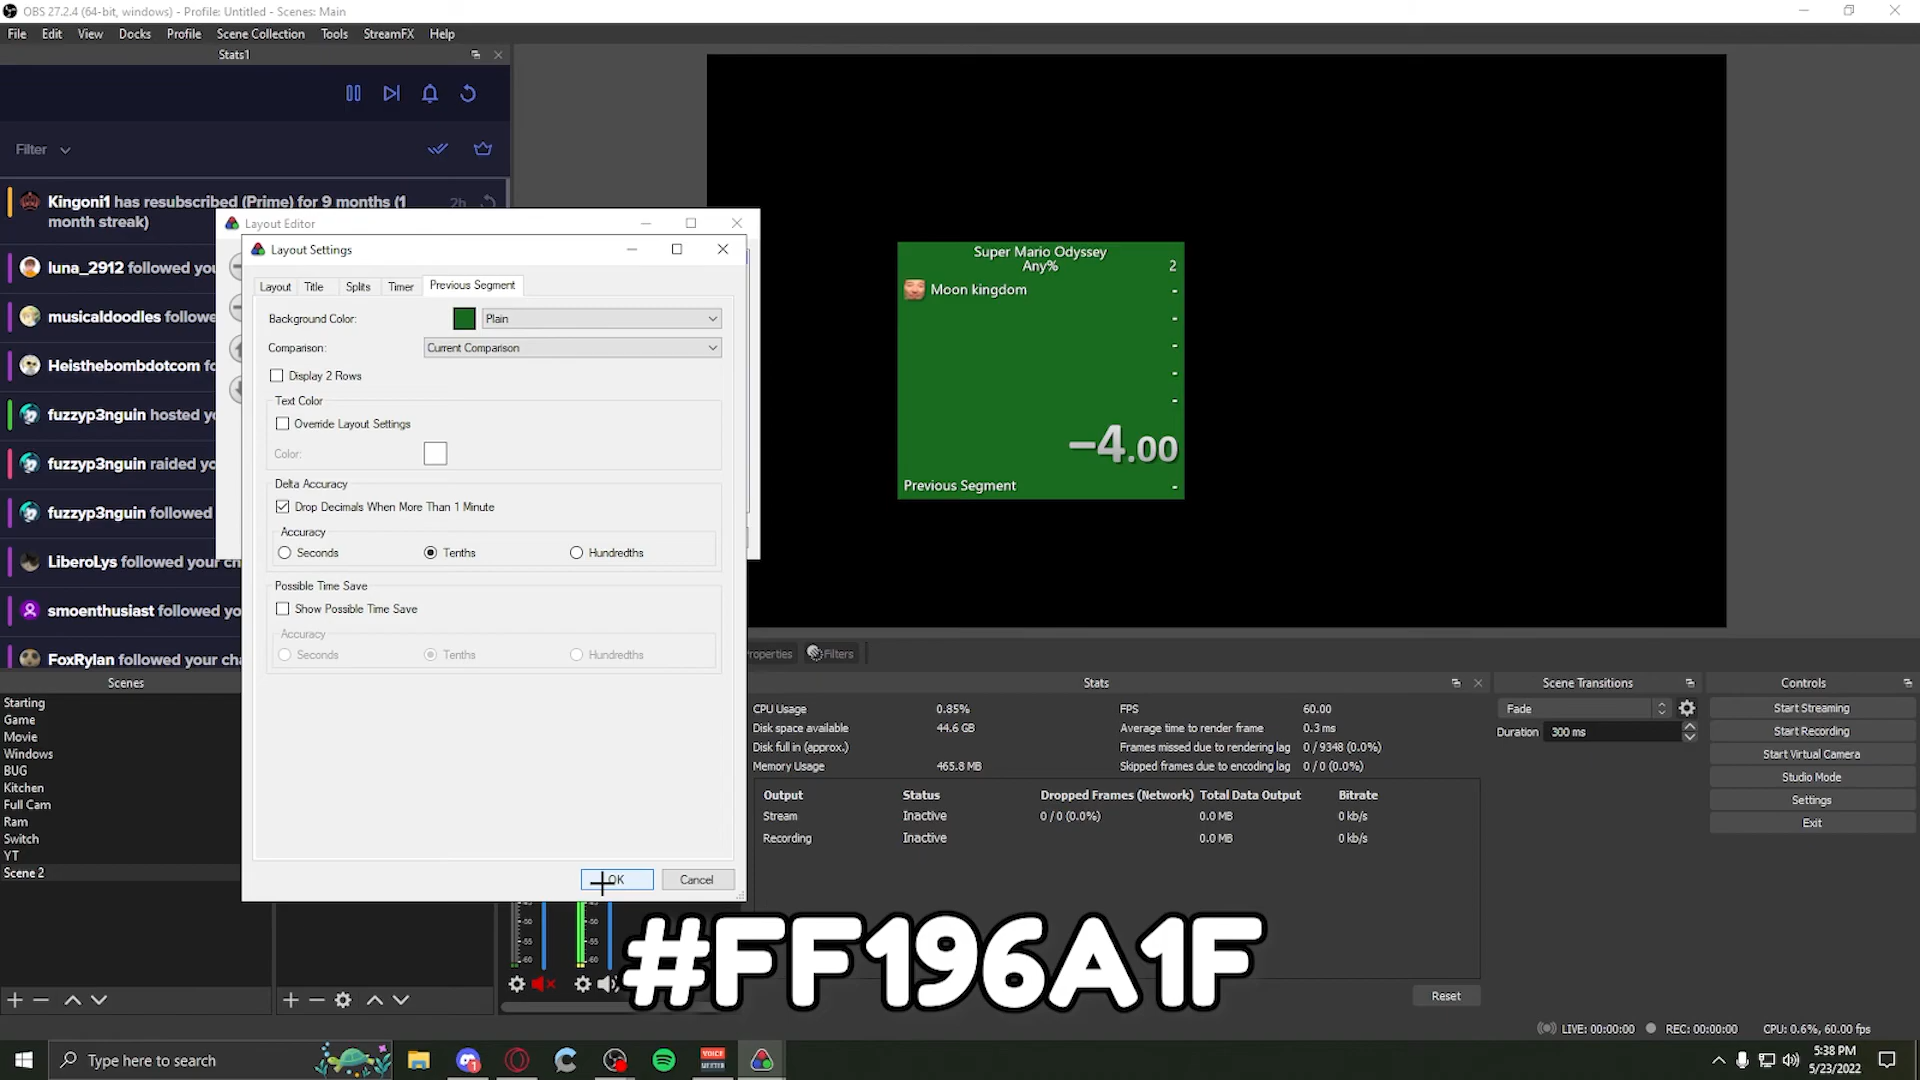 OBS 27.2.4 (64-bit, windows) - Profile: Untitled - Scenes: Main
File Edit View Docks Profile Scene Collection Tools StreamFX Help
Stats1
Filter
Kingoni1 has resubscribed (Prime) for 9 months (1
month streak)
2h
luna_2912 followed you
musicaldoodles followe
Heisthebombdotcom fo
fuzzyp3nguin hosted yo
fuzzyp3nguin raided yo
fuzzyp3nguin followed
LiberoLys followed your ch
smoenthusiast followed yo
FoxRylan followed your cha
Layout Editor
Layout Settings
Layout Title Splits Timer Previous Segment
Background Color: Plain
Comparison: Current Comparison
Display 2 Rows
Text Color
Override Layout Settings
Color:
Delta Accuracy
Drop Decimals When More Than 1 Minute
Accuracy
Seconds Tenths Hundredths
Possible Time Save
Show Possible Time Save
Accuracy
Seconds Tenths Hundredths
OK Cancel
Super Mario Odyssey
Any% 2
Moon kingdom -
-
-
-
-
−4.00
Previous Segment -
roperties Filters
Scenes
Starting
Game
Movie
Windows
BUG
Kitchen
Full Cam
Ram
Switch
YT
Scene 2
-50
-55
-60
-50
-55
-60
Stats
CPU Usage 0.85% FPS 60.00
Disk space available 44.6 GB Average time to render frame 0.3 ms
Disk full in (approx.) Frames missed due to rendering lag 0 / 9348 (0.0%)
Memory Usage 465.8 MB Skipped frames due to encoding lag 0 / 0 (0.0%)
Output Status Dropped Frames (Network) Total Data Output Bitrate
Stream Inactive 0 / 0 (0.0%) 0.0 MB 0 kb/s
Recording Inactive 0.0 MB 0 kb/s
Reset
Scene Transitions
Fade
Duration 300 ms
Controls
Start Streaming
Start Recording
Start Virtual Camera
Studio Mode
Settings
Exit
#FF196A1F
LIVE: 00:00:00 REC: 00:00:00 CPU: 0.6%, 60.00 fps
Type here to search
VOICE
5:38 PM
5/23/2022